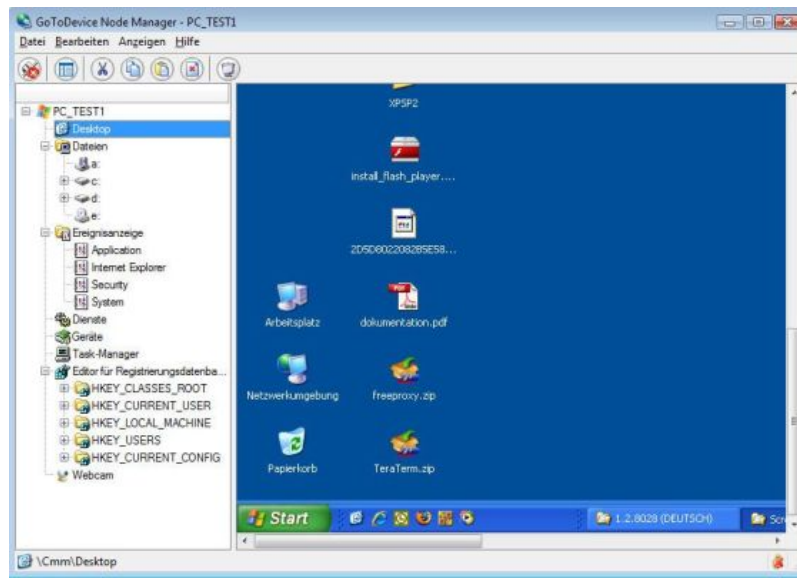 GoToDevice Node Manager - PC_TEST1
Datei Bearbeiten Anzeigen Hilfe
PC_TEST1
Desktop
Dateien
a:
c:
d:
e:
Ereignisanzeige
Application
Internet Explorer
Security
System
Dienste
Geräte
Task-Manager
Editor für Registrierungsdatenba...
HKEY_CLASSES_ROOT
HKEY_CURRENT_USER
HKEY_LOCAL_MACHINE
HKEY_USERS
HKEY_CURRENT_CONFIG
Webcam
XPSP2
install_flash_player....
Arbeitsplatz
dokumentation.pdf
Netzwerkumgebung
freeproxy.zip
Papierkorb
TeraTerm.zip
Start
1.2.8028 (DEUTSCH)
Scr
\Cmm\Desktop